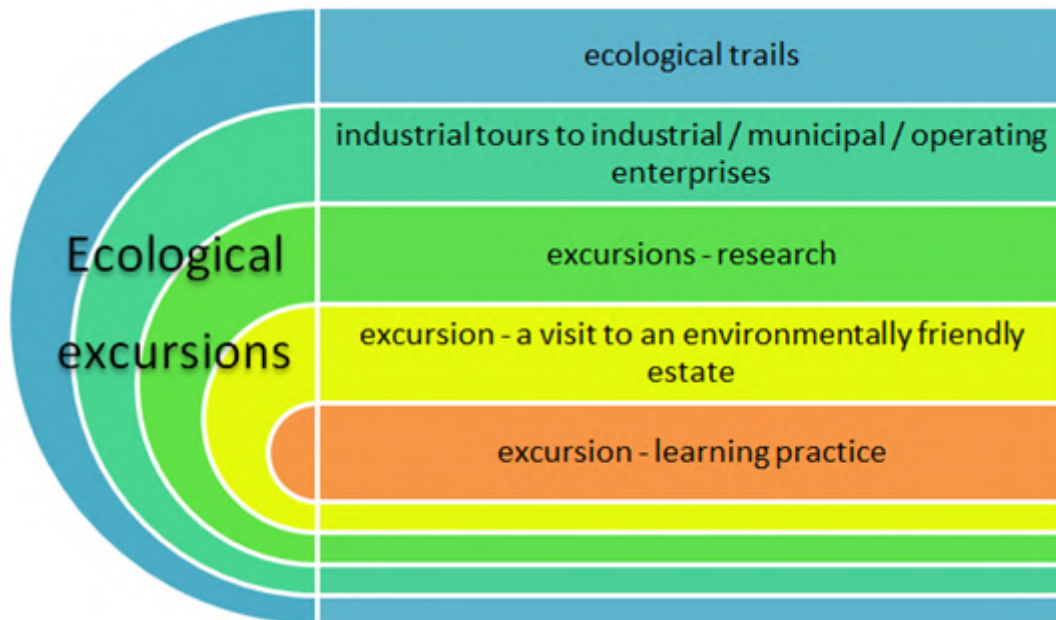 ecological trails
industrial tours to industrial / municipal / operating
enterprises
Ecological
excursions
excursions - research
excursion - a visit to an environmentally friendly
estate
excursion - learning practice